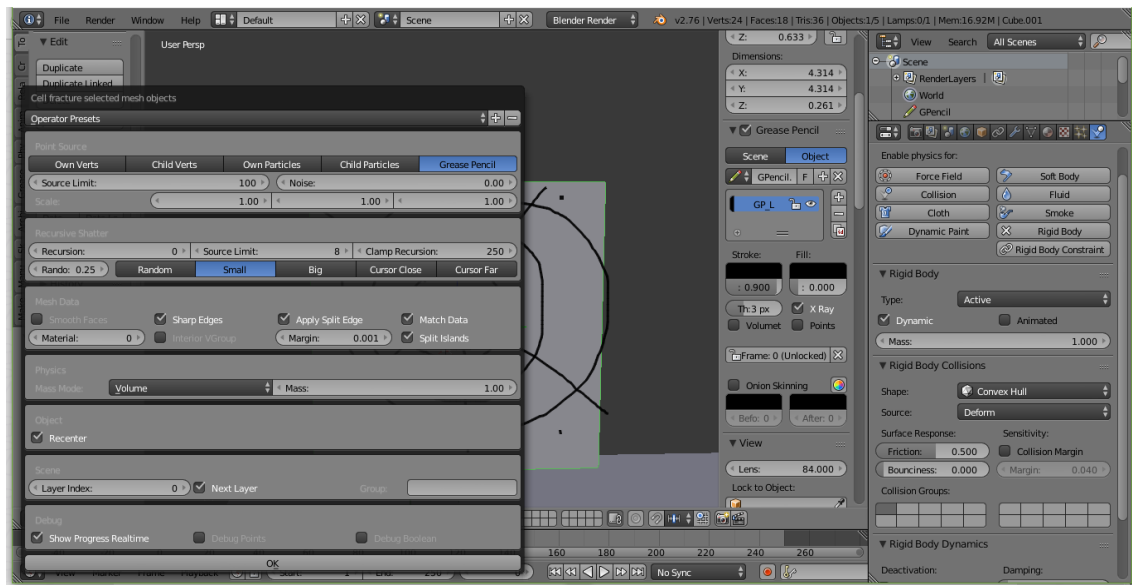 File Render Window Help Default Scene Blender Render v2.76 | Verts:24 | Faces:18 | Tris:36 | Objects:1/5 | Lamps:0/1 | Mem:16.92M | Cube.001
Edit
User Persp
Duplicate
Duplicate Linked
Cell fracture selected mesh objects
Operator Presets
Point Source
Own Verts Child Verts Own Particles Child Particles Grease Pencil
Source Limit: 100 Noise: 0.00
Scale: 1.00 1.00 1.00
Recursive Shatter
Recursion: 0 Source Limit: 8 Clamp Recursion: 250
Rando: 0.25 Random Small Big Cursor Close Cursor Far
Mesh Data
Smooth Faces Sharp Edges Apply Split Edge Match Data
Material: 0 Interior VGroup Margin: 0.001 Split Islands
Physics
Mass Mode: Volume Mass: 1.00
Object
Recenter
Scene
Layer Index: 0 Next Layer Group:
Debug
Show Progress Realtime Debug Points Debug Boolean
OK
Z: 0.633
Dimensions:
X: 4.314
Y: 4.314
Z: 0.261
Grease Pencil
Scene Object
GPencil. F
GP_L
Stroke: Fill:
: 0.900 : 0.000
Th:3 px X Ray
Volumet Points
Frame: 0 (Unlocked)
Onion Skinning
Befo: 0 After: 0
View
Lens: 84.000
Lock to Object:
160 180 200 220 240 260
View Marker Frame Playback Start: 1 End: 250 0 No Sync
View Search All Scenes
Scene
RenderLayers |
World
GPencil
Enable physics for:
Force Field Soft Body
Collision Fluid
Cloth Smoke
Dynamic Paint Rigid Body
Rigid Body Constraint
Rigid Body
Type: Active
Dynamic Animated
Mass: 1.000
Rigid Body Collisions
Shape: Convex Hull
Source: Deform
Surface Response: Sensitivity:
Friction: 0.500 Collision Margin
Bounciness: 0.000 Margin: 0.040
Collision Groups:
Rigid Body Dynamics
Deactivation: Damping: